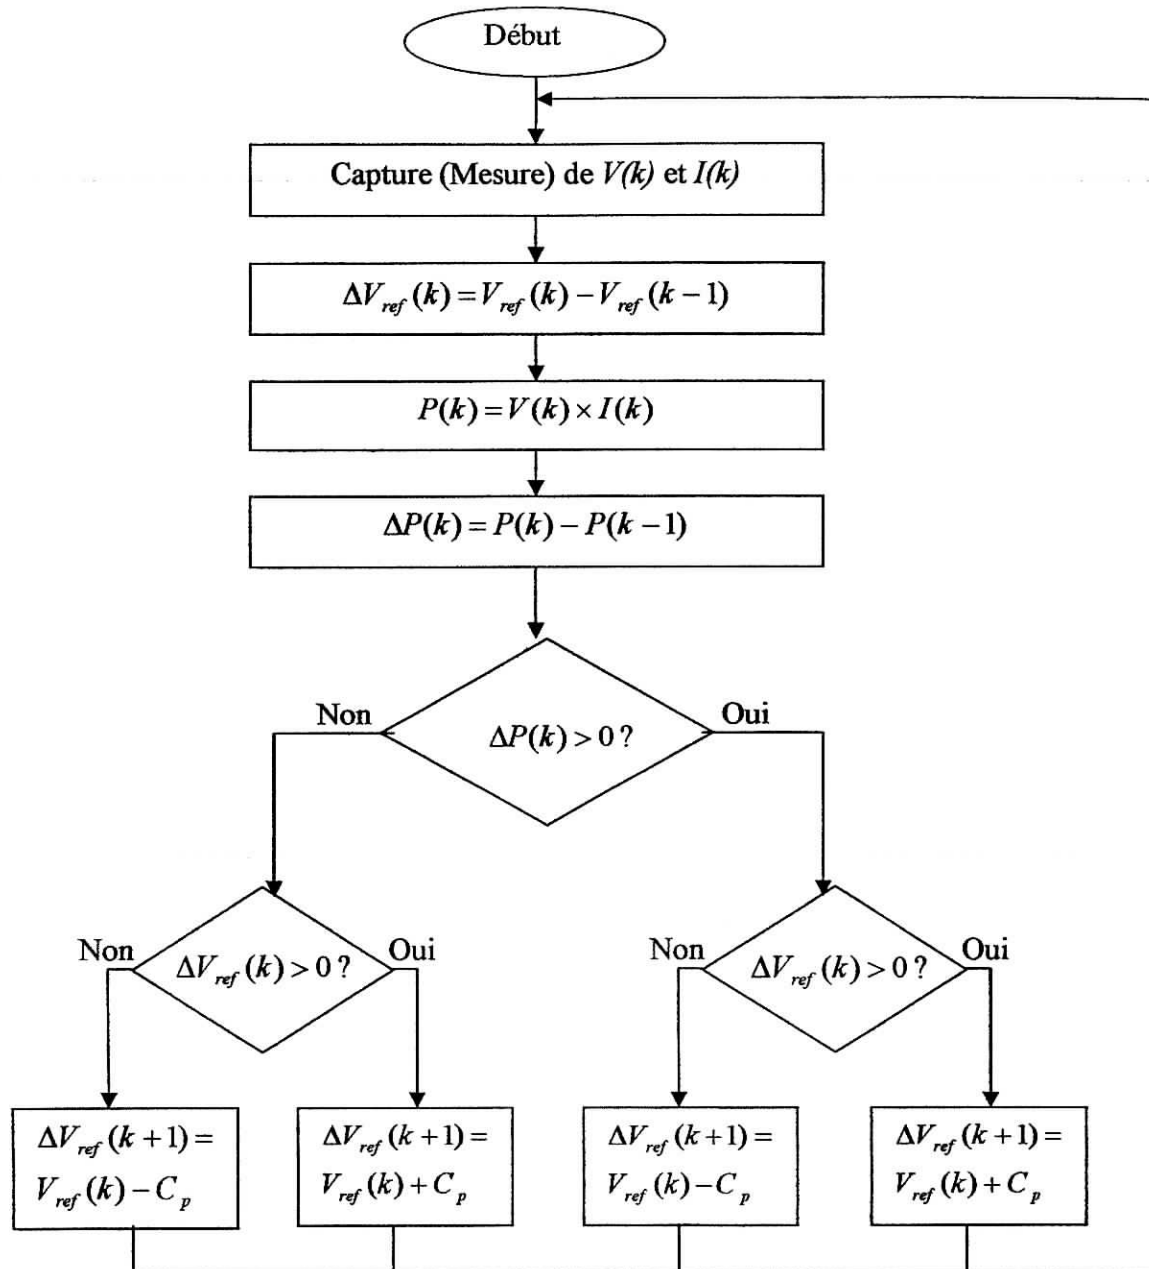 Début
Capture (Mesure) de V(k) et I(k)
ΔV_ref(k) = V_ref(k) − V_ref(k − 1)
P(k) = V(k) × I(k)
ΔP(k) = P(k) − P(k − 1)
Non
ΔP(k) > 0 ?
Oui
Non
ΔV_ref(k) > 0 ?
Oui
Non
ΔV_ref(k) > 0 ?
Oui
ΔV_ref(k + 1) =
V_ref(k) − C_p
ΔV_ref(k + 1) =
V_ref(k) + C_p
ΔV_ref(k + 1) =
V_ref(k) − C_p
ΔV_ref(k + 1) =
V_ref(k) + C_p